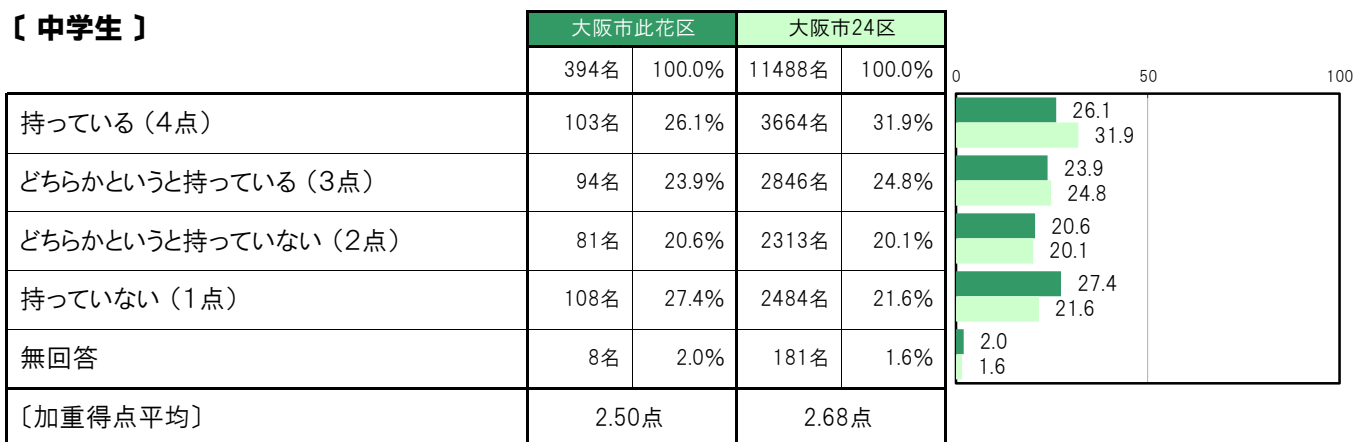 〔 中学生 〕
大阪市此花区 大阪市24区
394名 100.0% 11488名 100.0%
0 50 100
持っている（4点） 103名 26.1% 3664名 31.9%
26.1
31.9
どちらかというと持っている（3点） 94名 23.9% 2846名 24.8%
23.9
24.8
どちらかというと持っていない（2点） 81名 20.6% 2313名 20.1%
20.6
20.1
持っていない（1点） 108名 27.4% 2484名 21.6%
27.4
21.6
無回答 8名 2.0% 181名 1.6%
2.0
1.6
〔加重得点平均〕 2.50点 2.68点